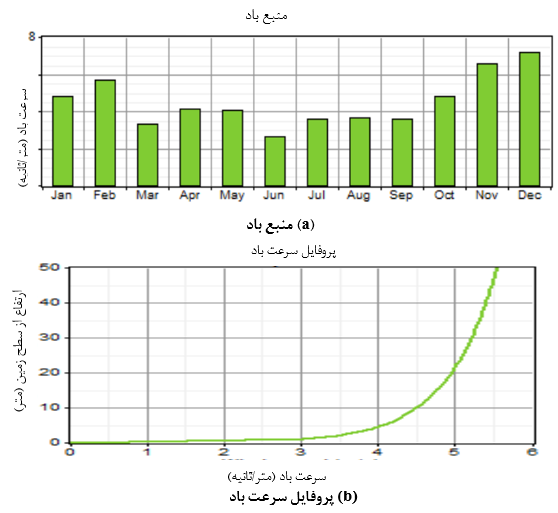 منبع باد
8
سرعت باد (متر/ثانیه)
Jan Feb Mar Apr May Jun Jul Aug Sep Oct Nov Dec
(a) منبع باد
پروفایل سرعت باد
50
40
30
20
10
0
ارتفاع از سطح زمین (متر)
0 1 2 3 4 5 6
سرعت باد (متر/ثانیه)
(b) پروفایل سرعت باد